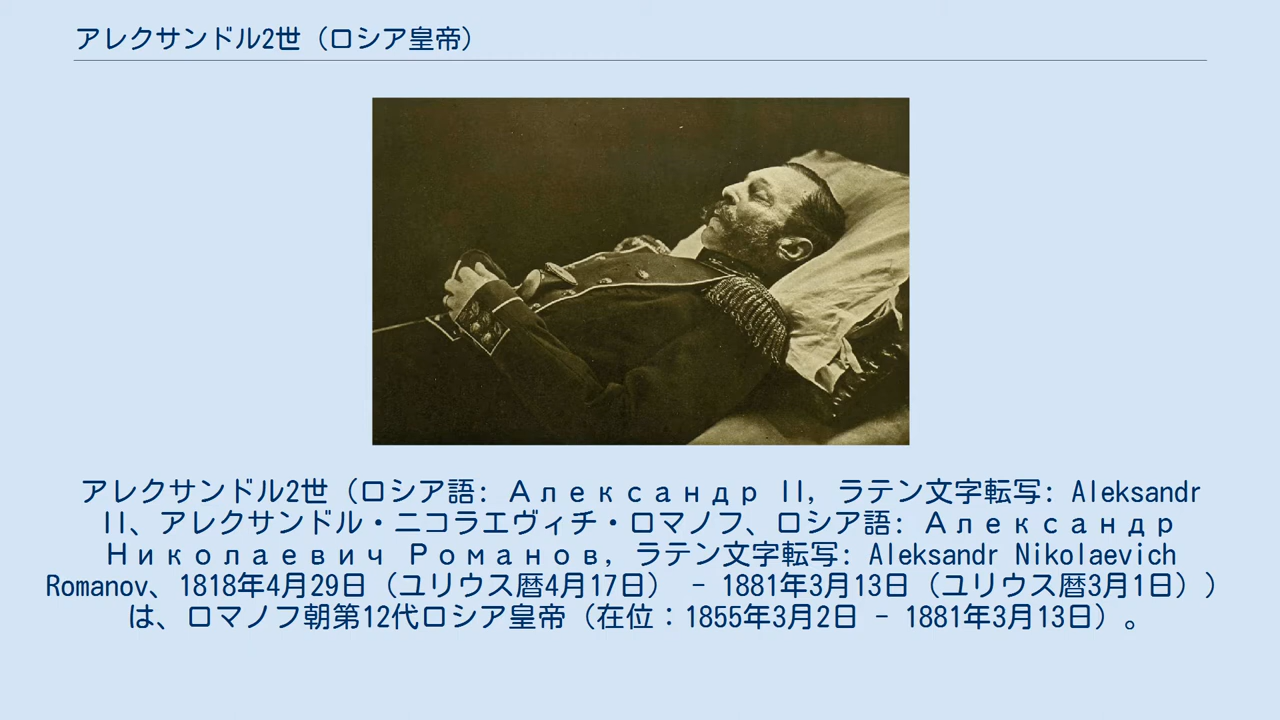 アレクサンドル2世（ロシア皇帝）
アレクサンドル2世（ロシア語: Александр II, ラテン文字転写: Aleksandr
II、アレクサンドル・ニコラエヴィチ・ロマノフ、ロシア語: Александр
Николаевич Романов, ラテン文字転写: Aleksandr Nikolaevich
Romanov、1818年4月29日（ユリウス暦4月17日） - 1881年3月13日（ユリウス暦3月1日））
は、ロマノフ朝第12代ロシア皇帝（在位：1855年3月2日 - 1881年3月13日）。